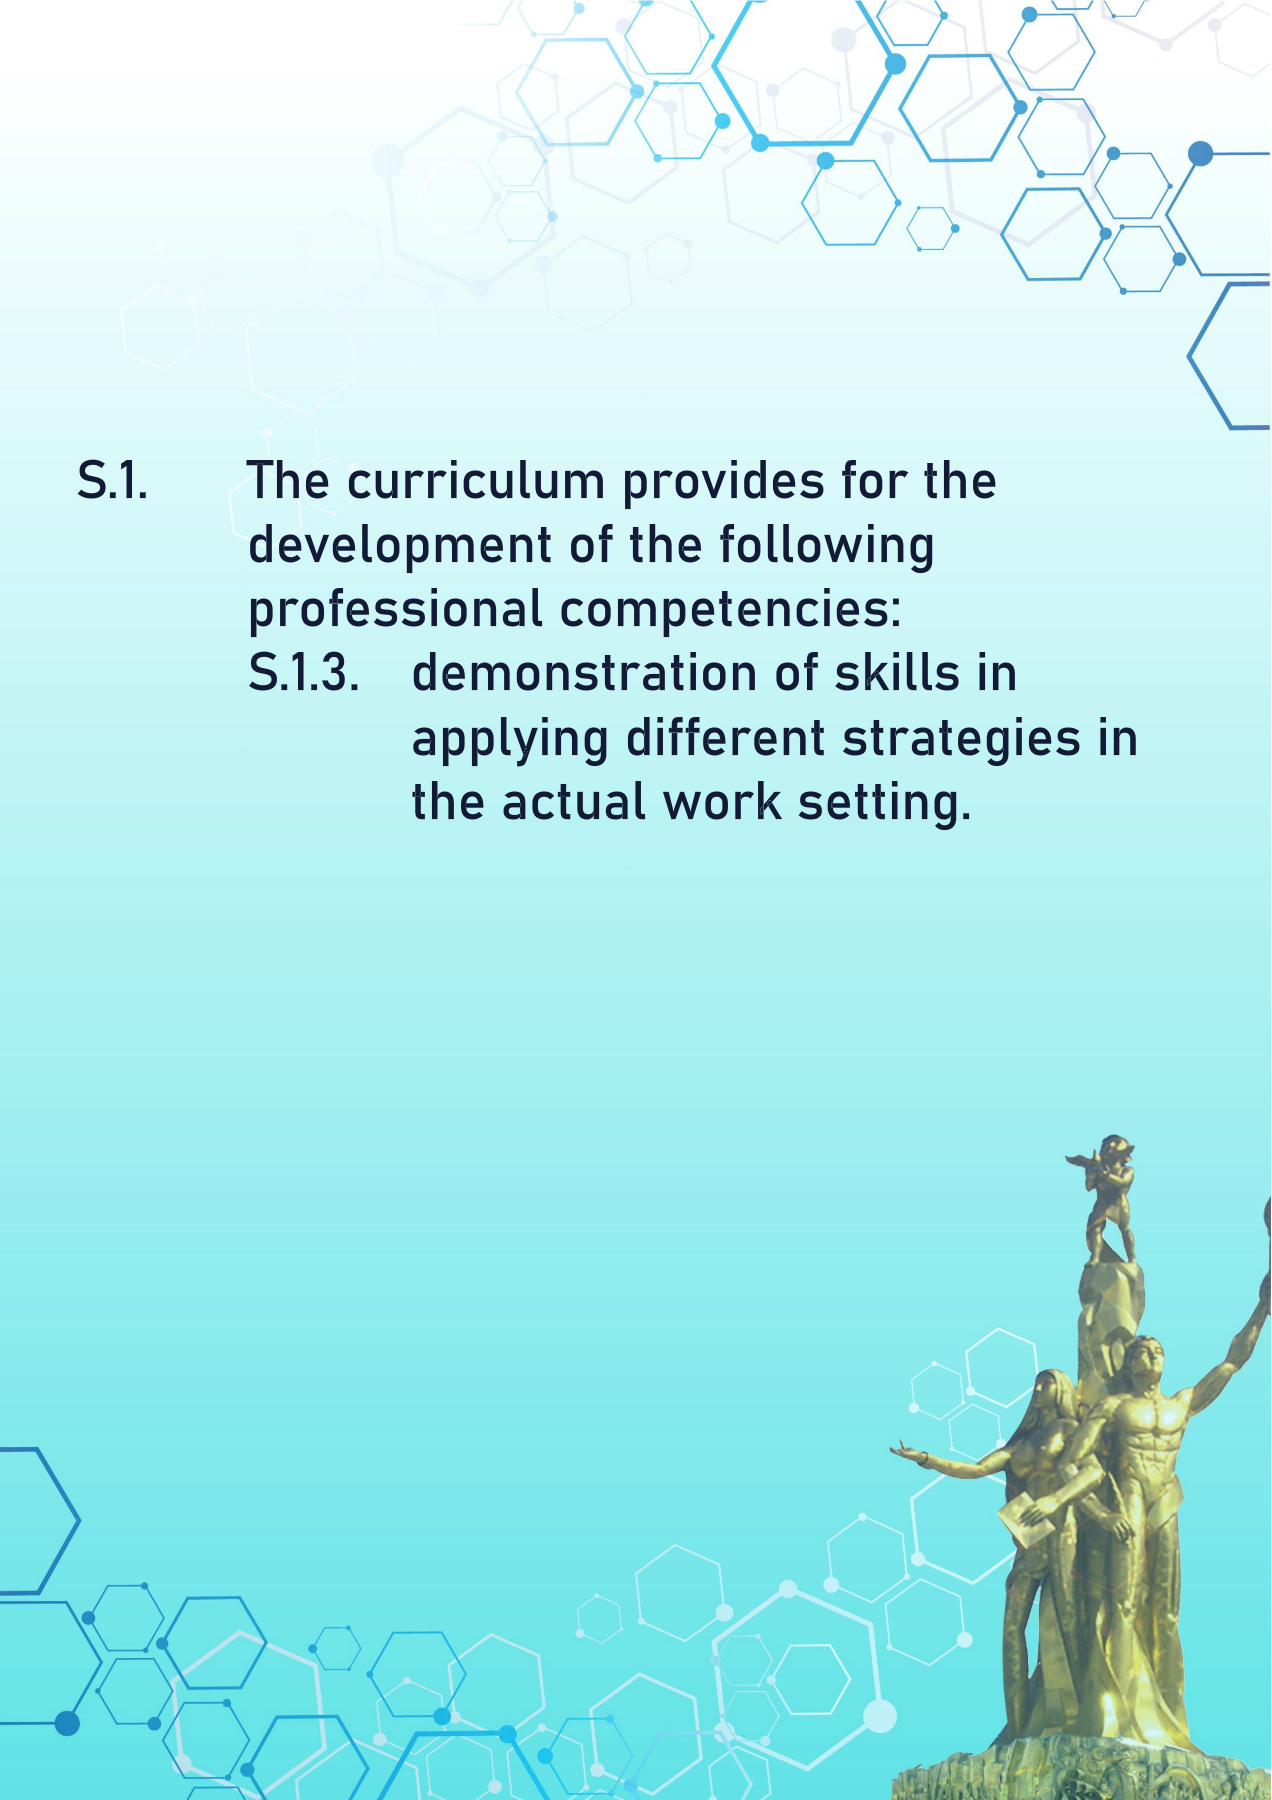 S.1. The curriculum provides for the
development of the following
professional competencies:
S.1.3. demonstration of skills in
applying different strategies in
the actual work setting.